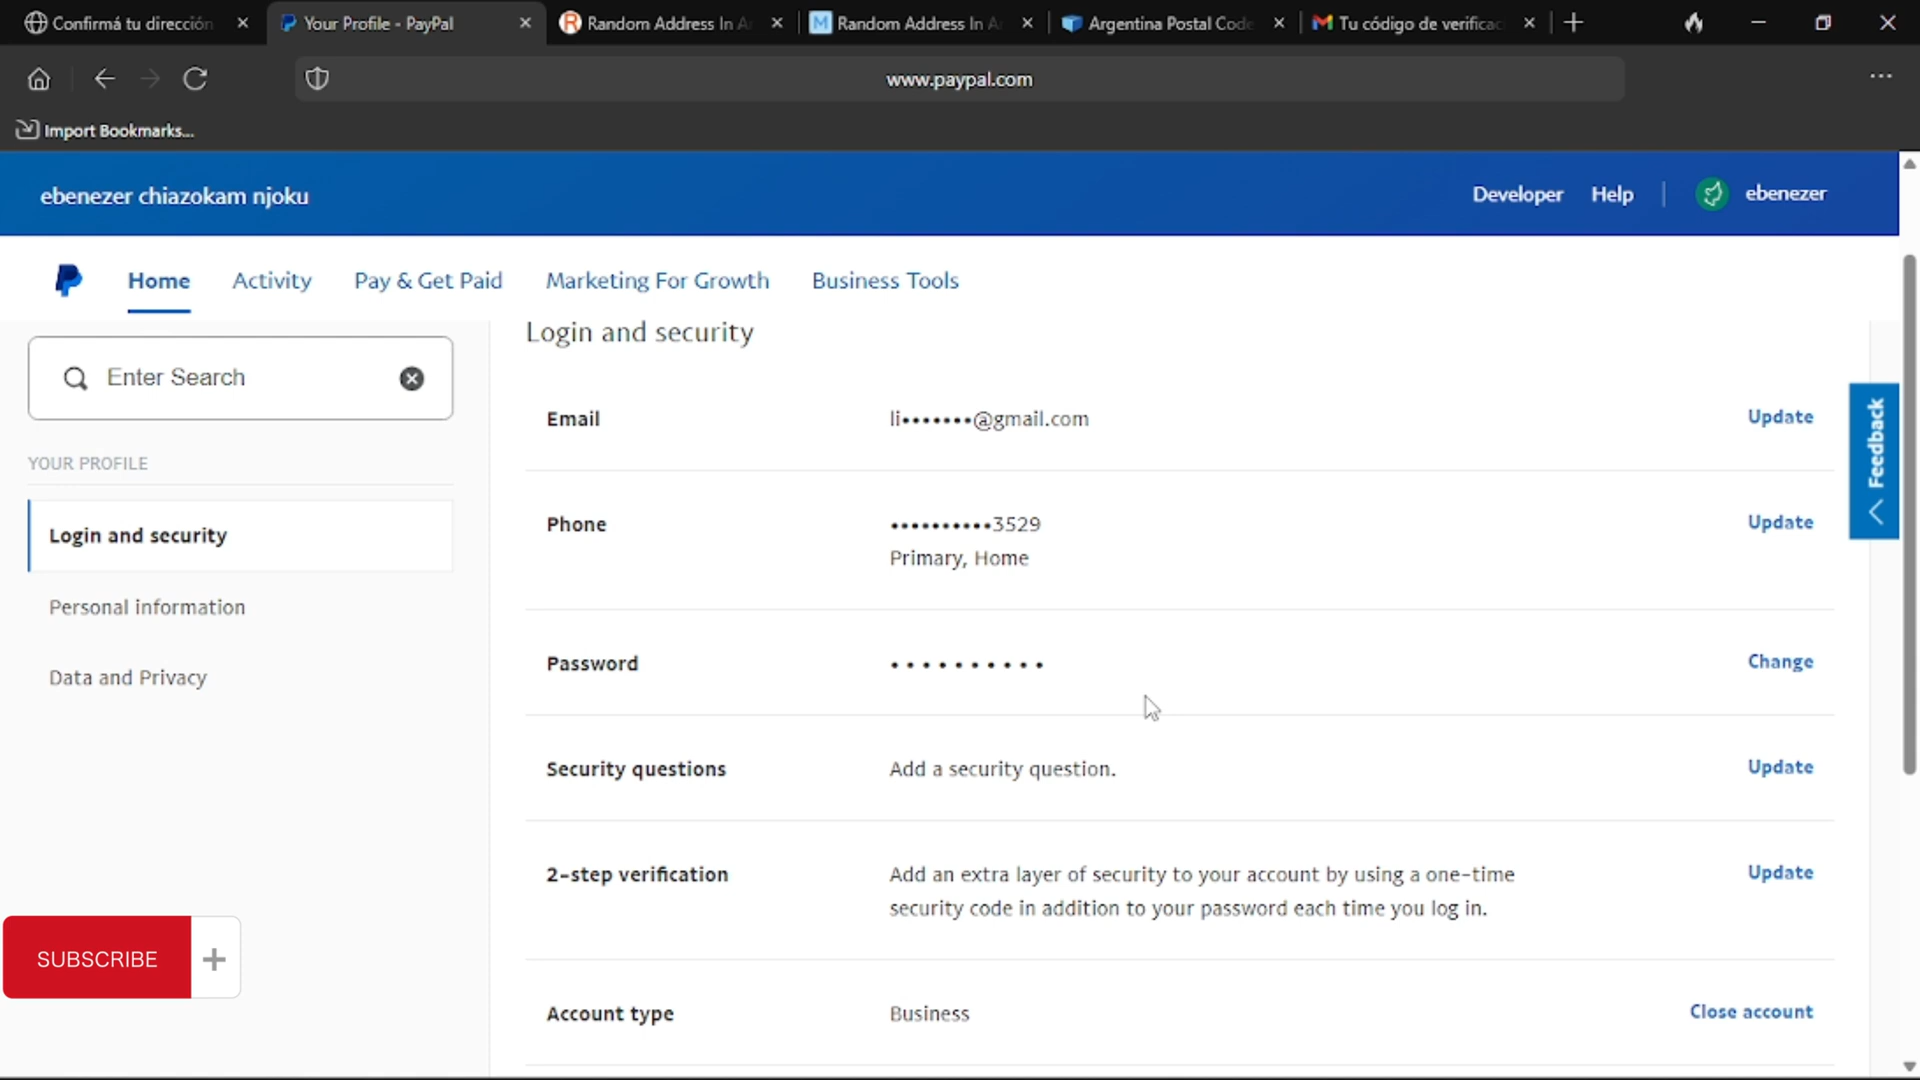 Confirmá tu dirección
Your Profile - PayPal
Random Address In A
Random Address In A
Argentina Postal Code
Tu código de verificac
www.paypal.com
Import Bookmarks...
ebenezer chiazokam njoku
Developer
Help
ebenezer
Home
Activity
Pay & Get Paid
Marketing For Growth
Business Tools
Enter Search
YOUR PROFILE
Login and security
Personal information
Data and Privacy
Login and security
Email
li•••••••@gmail.com
Update
Phone
••••••••••3529
Update
Primary, Home
Password
••••••••••
Change
Security questions
Add a security question.
Update
2-step verification
Add an extra layer of security to your account by using a one-time
Update
security code in addition to your password each time you log in.
Account type
Business
Close account
Feedback
SUBSCRIBE